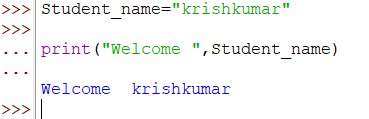 >>> Student_name="krishkumar"
>>>
... print("Welcome ",Student_name)
...
Welcome  krishkumar
>>>